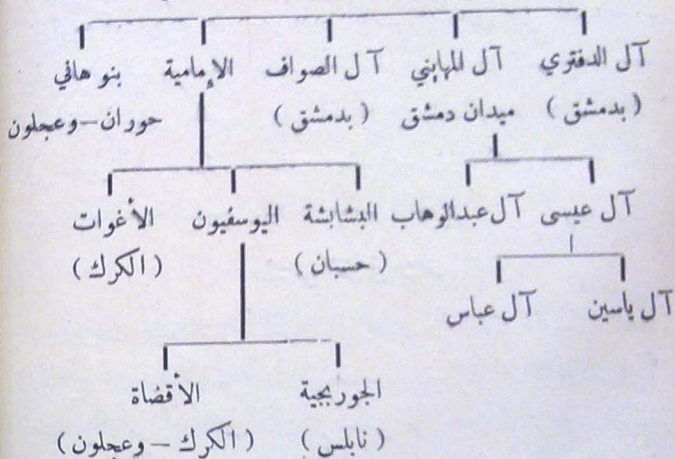 آل الدفتري آل المهايني آل الصواف الإمامية بنو هاني
( بدمشق ) ميدان دمشق ( بدمشق ) حوران – وعجلون
آل عيسى آل عبدالوهاب البشابشة اليوسفيون الأغوات
( حسبان ) ( الكرك )
آل ياسين آل عباس
الجوربجية الأقضاة
( نابلس ) ( الكرك – وعجلون )